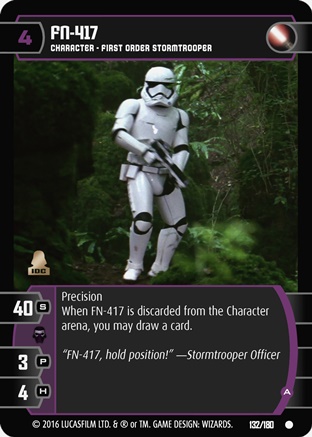 4 FN-417
CHARACTER - FIRST ORDER STORMTROOPER
IDC
40 S
Precision
When FN-417 is discarded from the Character
arena, you may draw a card.
3 P
"FN-417, hold position!" —Stormtrooper Officer
4 H
A
© 2016 LUCASFILM LTD. & ® or TM. GAME DESIGN: WIZARDS. 132/180